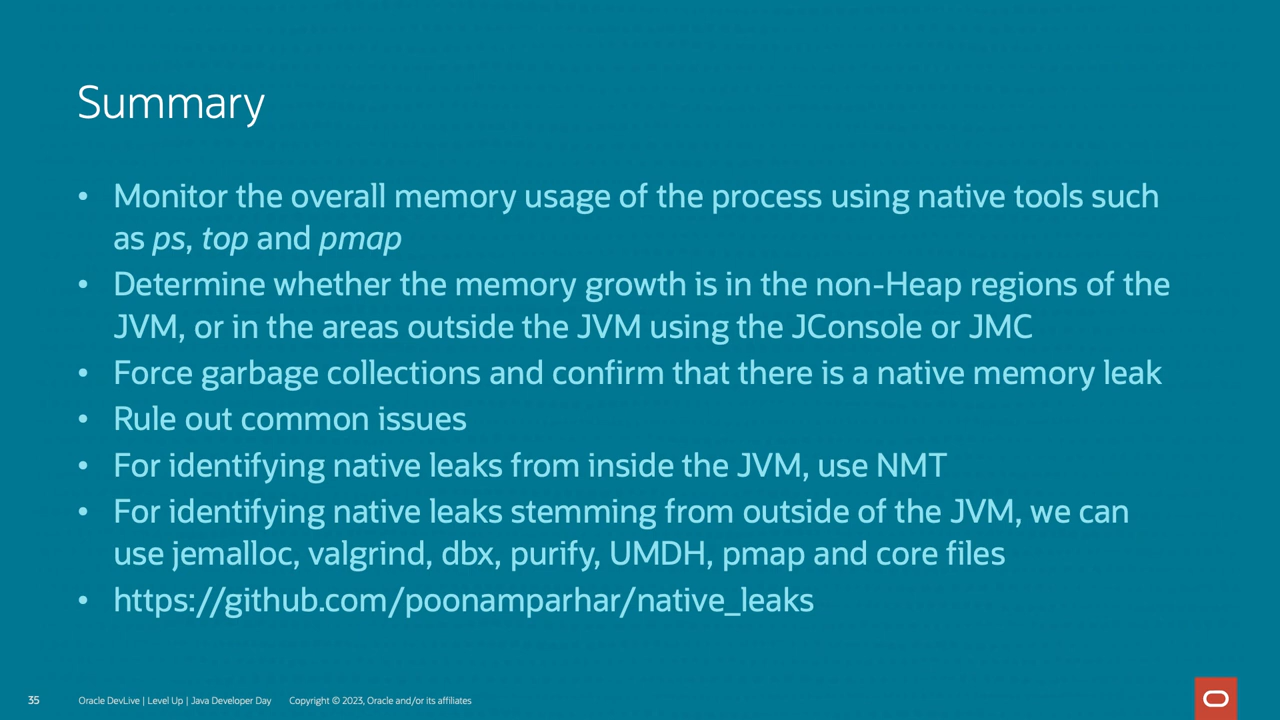 Summary
• Monitor the overall memory usage of the process using native tools such
as ps, top and pmap
• Determine whether the memory growth is in the non-Heap regions of the
JVM, or in the areas outside the JVM using the JConsole or JMC
• Force garbage collections and confirm that there is a native memory leak
• Rule out common issues
• For identifying native leaks from inside the JVM, use NMT
• For identifying native leaks stemming from outside of the JVM, we can
use jemalloc, valgrind, dbx, purify, UMDH, pmap and core files
• https://github.com/poonamparhar/native_leaks
35 Oracle DevLive | Level Up | Java Developer Day Copyright © 2023, Oracle and/or its affiliates